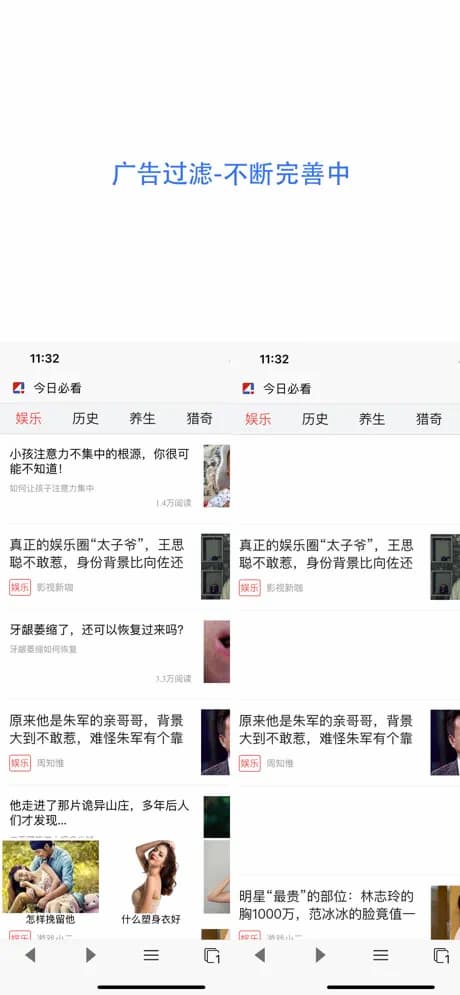 广告过滤-不断完善中
11:32
今日必看
娱乐 历史 养生 猎奇
小孩注意力不集中的根源，你很可
能不知道！
如何让孩子注意力集中
1.4万阅读
真正的娱乐圈“太子爷”，王思
聪不敢惹，身份背景比向佐还
娱乐 影视新咖
牙龈萎缩了，还可以恢复过来吗?
牙龈萎缩如何恢复
3.3万阅读
原来他是朱军的亲哥哥，背景
大到不敢惹，难怪朱军有个靠
娱乐 周知惟
他走进了那片诡异山庄，多年后人
们才发现...
怎样挽留他
什么塑身衣好
娱乐 游戏小二
1
11:32
今日必看
娱乐 历史 养生 猎奇
真正的娱乐圈“太子爷”，王思
聪不敢惹，身份背景比向佐还
娱乐 影视新咖
原来他是朱军的亲哥哥，背景
大到不敢惹，难怪朱军有个靠
娱乐 周知惟
明星“最贵”的部位：林志玲的
胸1000万，范冰冰的脸竟值一
娱乐 游戏小二
1